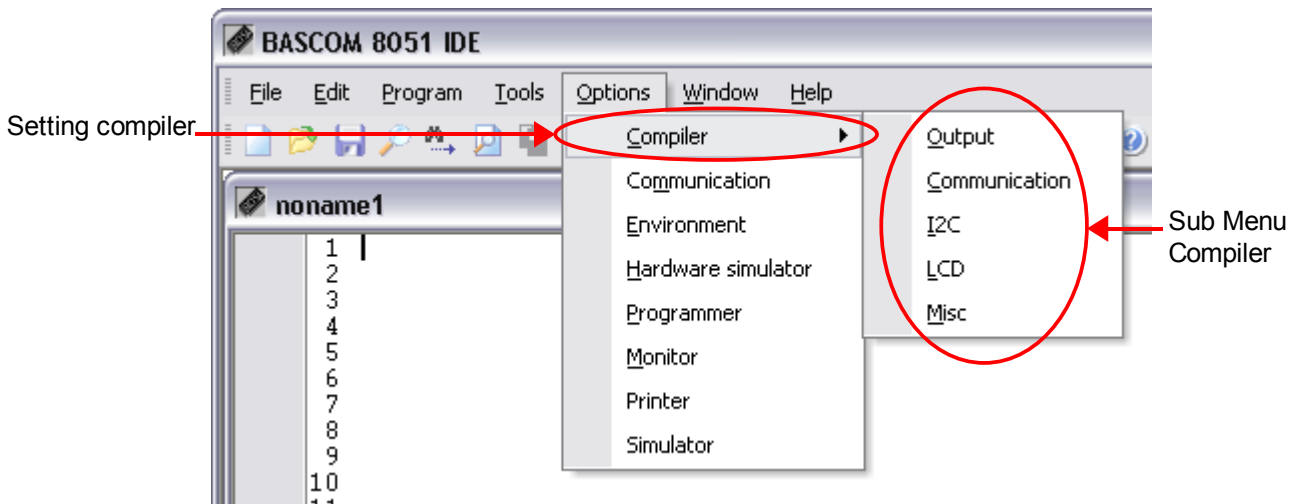 BASCOM 8051 IDE
File Edit Program Tools Options Window Help
Setting compiler
Compiler
Communication
Environment
Hardware simulator
Programmer
Monitor
Printer
Simulator
Output
Communication
I2C
LCD
Misc
Sub Menu
Compiler
noname1
1
2
3
4
5
6
7
8
9
10
11